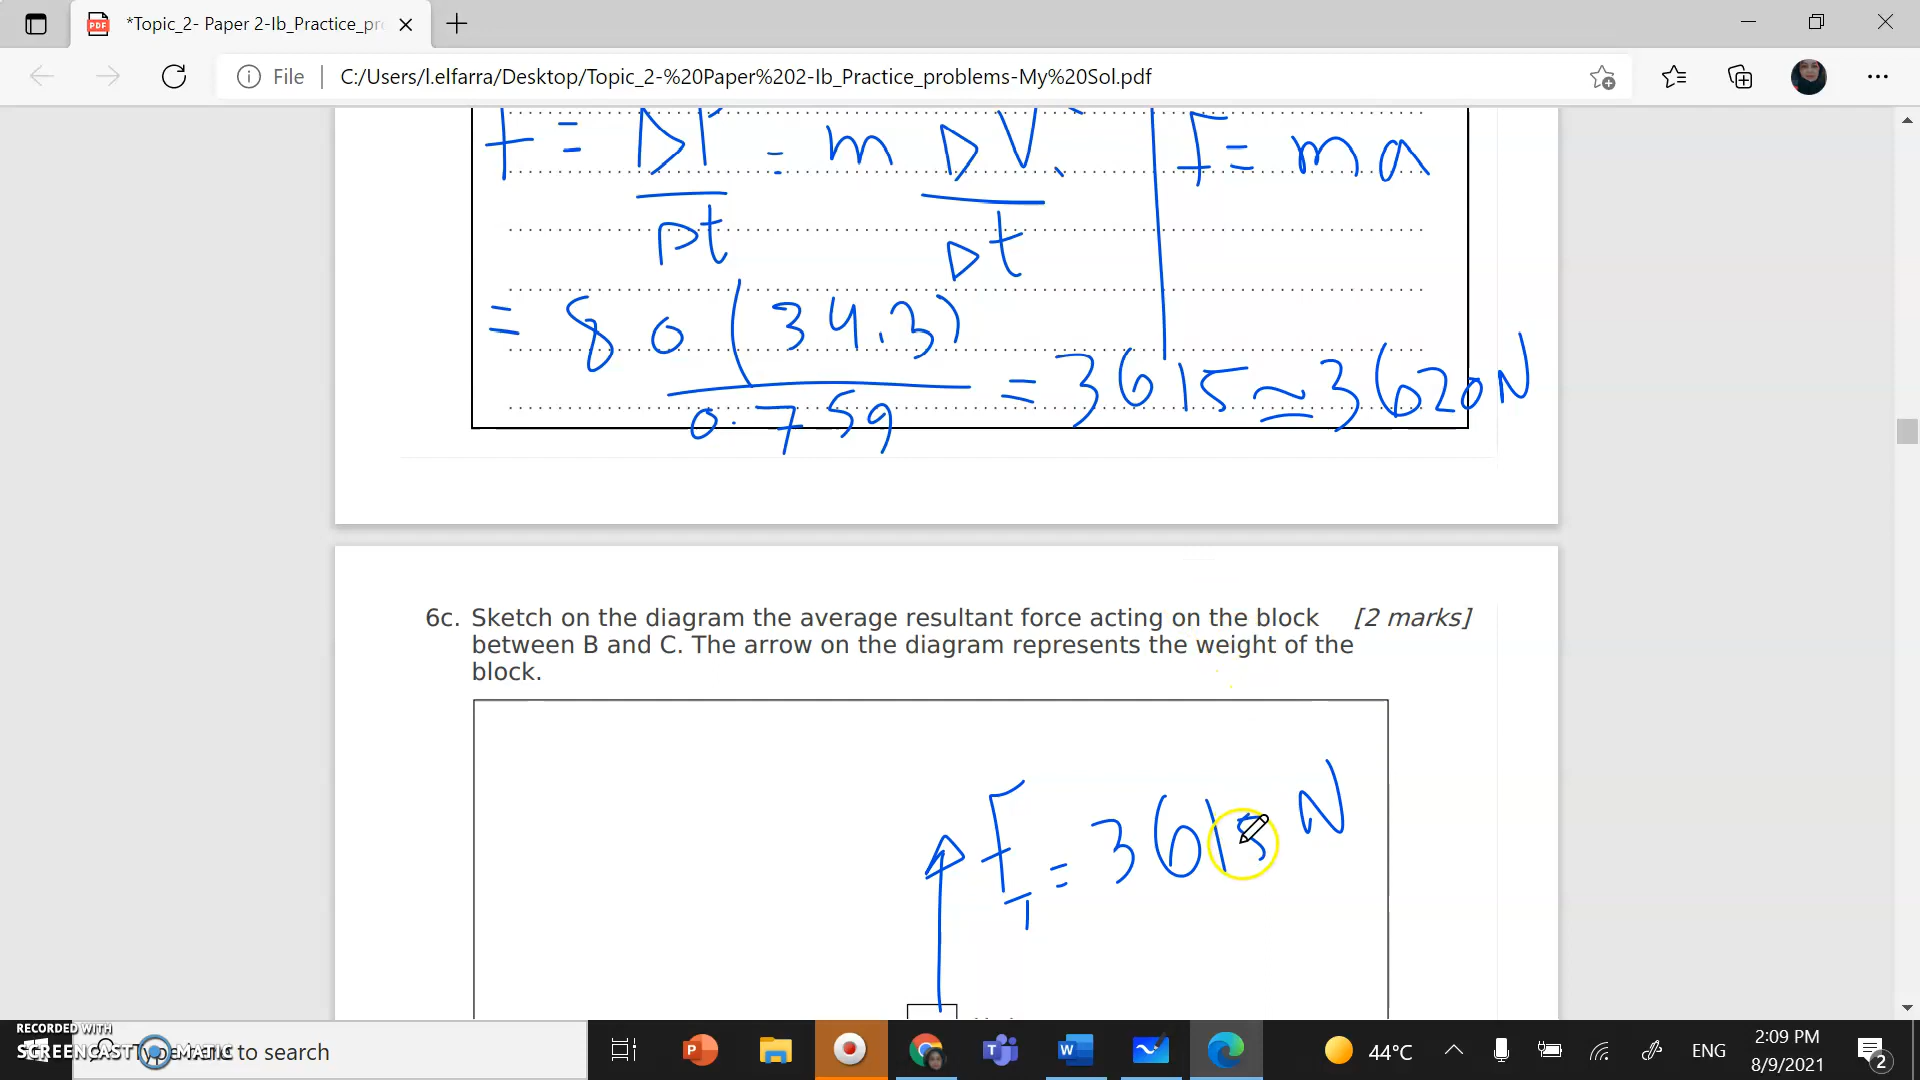 *Topic_2- Paper 2-Ib_Practice_pr
File
C:/Users/l.elfarra/Desktop/Topic_2-%20Paper%202-Ib_Practice_problems-My%20Sol.pdf
F = ΔP/Δt = m ΔV/Δt
F = ma
= 80(34.3)/0.759 = 3615 ≃ 3620N
6c. Sketch on the diagram the average resultant force acting on the block [2 marks]
between B and C. The arrow on the diagram represents the weight of the
block.
F_T = 3615 N
RECORDED WITH
SCREENCAST MATIC
to search
44°C
ENG
2:09 PM
8/9/2021
2